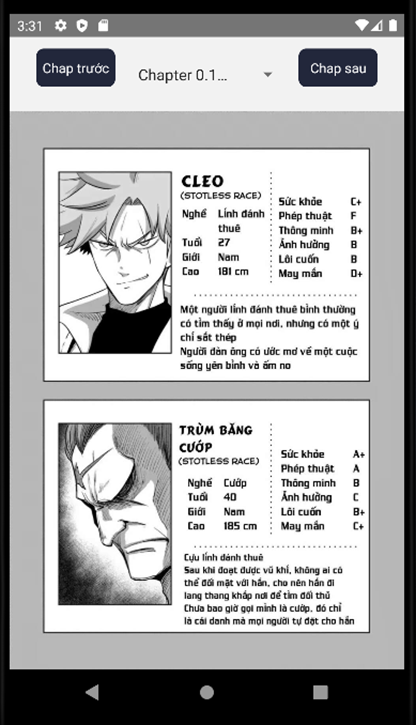 3:31
Chap trước
Chapter 0.1...
Chap sau
CLEO
(STOTLESS RACE)
Nghề Lính đánh
thuê
Tuổi 27
Giới Nam
Cao 181 cm
Sức khỏe C+
Phép thuật F
Thông minh B+
Ảnh hưởng B
Lôi cuốn B
May mắn D+
Một người lính đánh thuê bình thường
có tìm thấy ở mọi nơi, nhưng có một ý
chí sắt thép
Người đàn ông có ước mơ về một cuộc
sống yên bình và ấm no
TRÙM BĂNG
CƯỚP
(STOTLESS RACE)
Nghề Cướp
Tuổi 40
Giới Nam
Cao 185 cm
Sức khỏe A+
Phép thuật A
Thông minh B
Ảnh hưởng C
Lôi cuốn B+
May mắn C+
Cựu lính đánh thuê
Sau khi đoạt được vũ khí, không ai có
thể đối mặt với hắn, cho nên hắn đi
lang thang khắp nơi để tìm đối thủ
Chưa bao giờ gọi mình là cướp, đó chỉ
là cái danh mà mọi người tự đặt cho hắn